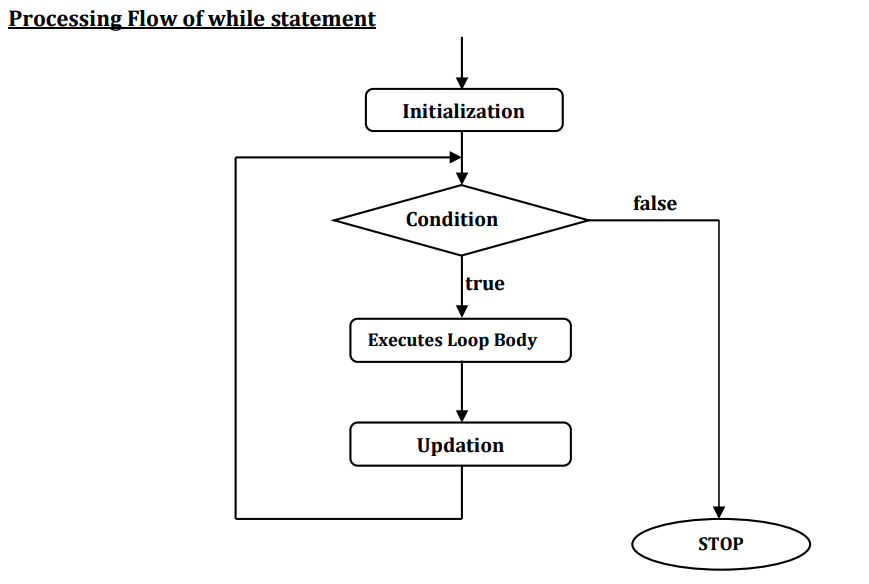 Processing Flow of while statement
Initialization
false
Condition
true
Executes Loop Body
Updation
STOP